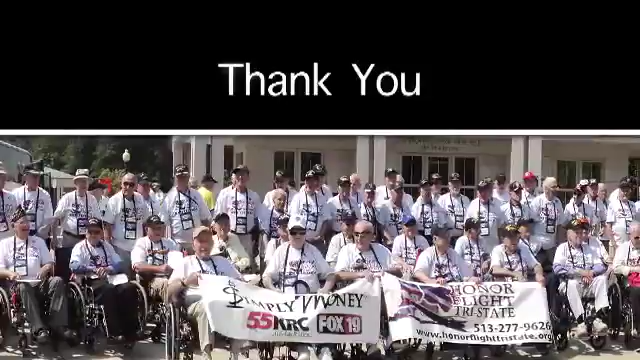 Thank You
SIMPLY MONEY
55KRC FOX19
HONOR
FLIGHT
TRI-STATE
513-277-9626
www.honorflighttristate.org